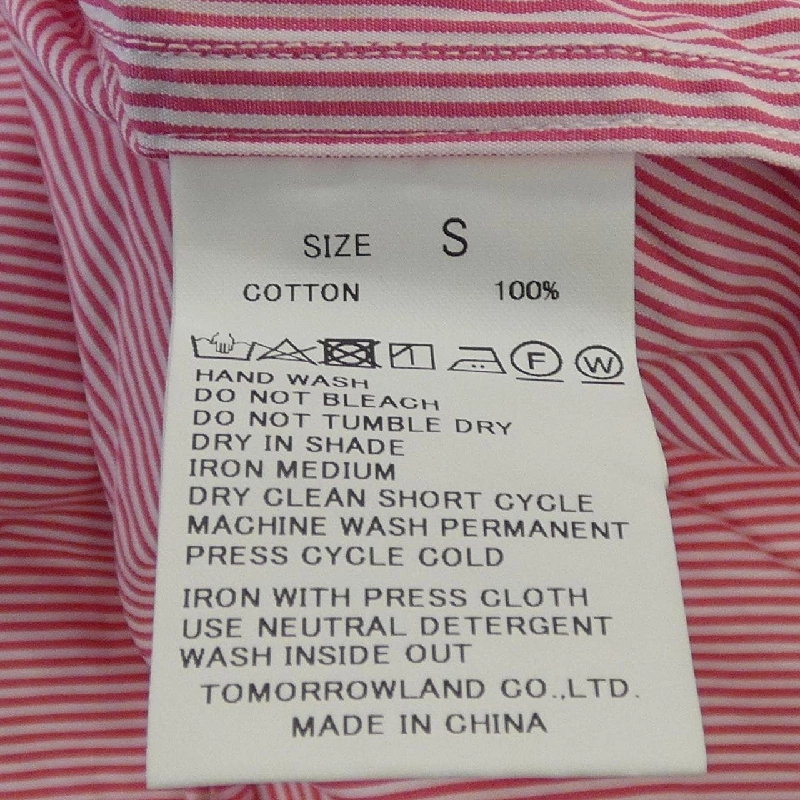 SIZE S
COTTON 100%
F W
HAND WASH
DO NOT BLEACH
DO NOT TUMBLE DRY
DRY IN SHADE
IRON MEDIUM
DRY CLEAN SHORT CYCLE
MACHINE WASH PERMANENT
PRESS CYCLE COLD
IRON WITH PRESS CLOTH
USE NEUTRAL DETERGENT
WASH INSIDE OUT
TOMORROWLAND CO.,LTD.
MADE IN CHINA